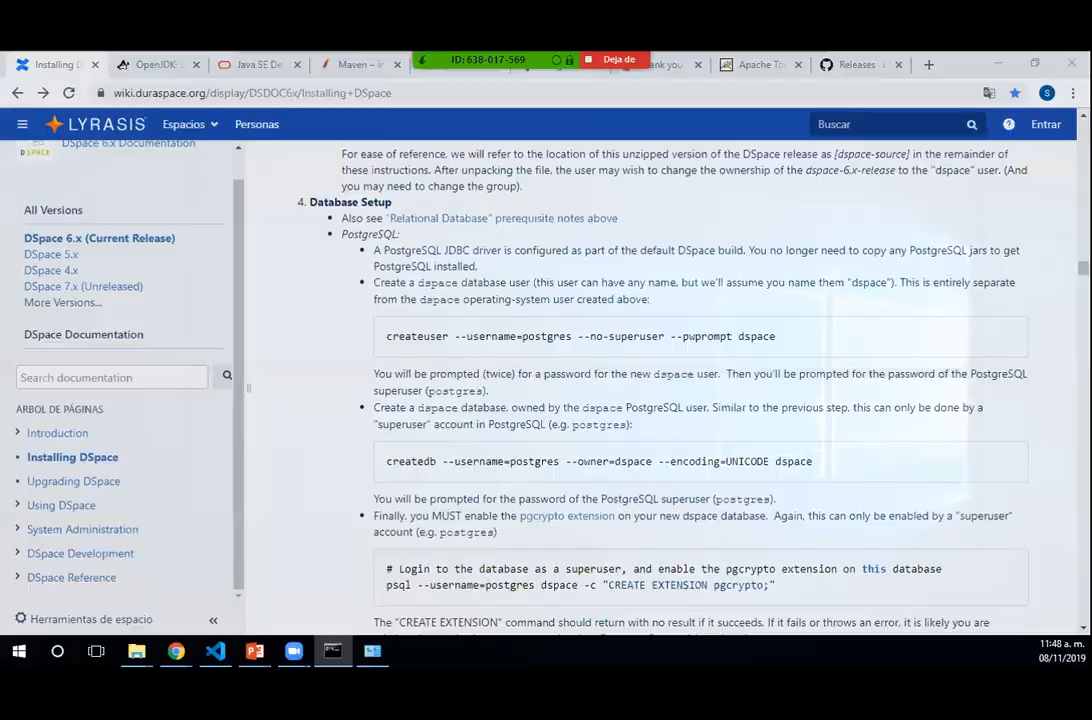 Installing D
OpenJDK:
Java SE De
Maven – I
ID: 638-017-569
Deja de
nk you
Apache To
Releases ·
wiki.duraspace.org/display/DSDOC6x/Installing+DSpace
S
LYRASIS
Espacios
Personas
Buscar
Entrar
DSPACE
DSpace 6.x Documentation
All Versions
DSpace 6.x (Current Release)
DSpace 5.x
DSpace 4.x
DSpace 7.x (Unreleased)
More Versions...
DSpace Documentation
Search documentation
ARBOL DE PÁGINAS
Introduction
Installing DSpace
Upgrading DSpace
Using DSpace
System Administration
DSpace Development
DSpace Reference
Herramientas de espacio
For ease of reference, we will refer to the location of this unzipped version of the DSpace release as [dspace-source] in the remainder of
these instructions. After unpacking the file, the user may wish to change the ownership of the dspace-6.x-release to the "dspace" user. (And
you may need to change the group).
4. Database Setup
Also see "Relational Database" prerequisite notes above
PostgreSQL:
A PostgreSQL JDBC driver is configured as part of the default DSpace build. You no longer need to copy any PostgreSQL jars to get
PostgreSQL installed.
Create a dspace database user (this user can have any name, but we'll assume you name them "dspace"). This is entirely separate
from the dspace operating-system user created above:
createuser --username=postgres --no-superuser --pwprompt dspace
You will be prompted (twice) for a password for the new dspace user. Then you'll be prompted for the password of the PostgreSQL
superuser (postgres).
Create a dspace database, owned by the dspace PostgreSQL user. Similar to the previous step, this can only be done by a
"superuser" account in PostgreSQL (e.g. postgres):
createdb --username=postgres --owner=dspace --encoding=UNICODE dspace
You will be prompted for the password of the PostgreSQL superuser (postgres).
Finally, you MUST enable the pgcrypto extension on your new dspace database. Again, this can only be enabled by a "superuser"
account (e.g. postgres)
# Login to the database as a superuser, and enable the pgcrypto extension on this database
psql --username=postgres dspace -c "CREATE EXTENSION pgcrypto;"
The "CREATE EXTENSION" command should return with no result if it succeeds. If it fails or throws an error, it is likely you are
11:48 a. m.
08/11/2019